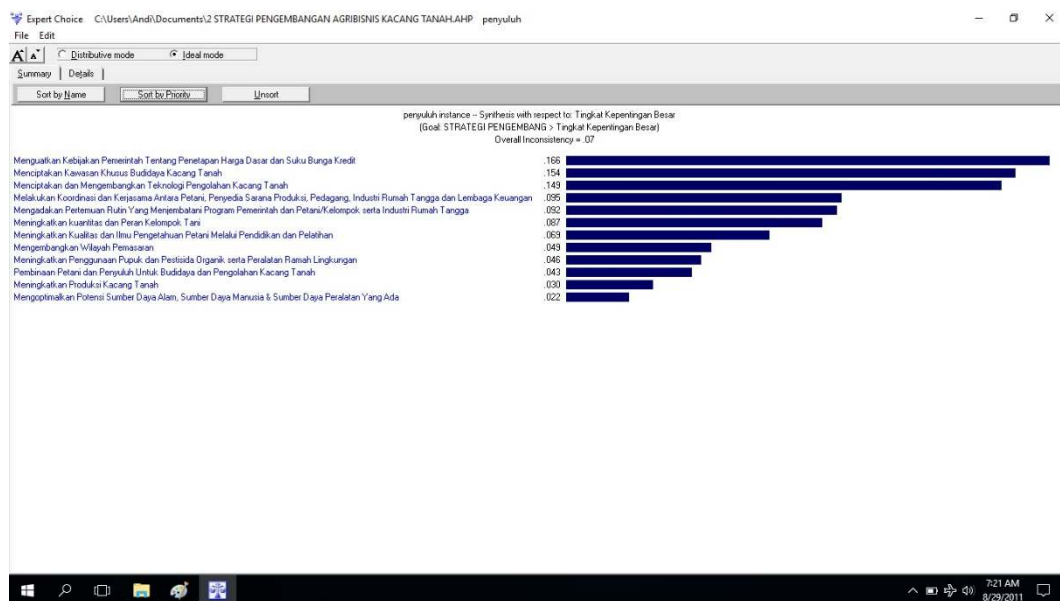 Expert Choice C:\Users\Andi\Documents\2 STRATEGI PENGEMBANGAN AGRIBISNIS KACANG TANAH.AHP penyuluh
File Edit
A A Distributive mode Ideal mode
Summary Details
Sort by Name Sort by Priority Unsort
penyuluh instance -- Synthesis with respect to: Tingkat Kepentingan Besar
(Goal: STRATEGI PENGEMBANG > Tingkat Kepentingan Besar)
Overall Inconsistency = .07
Menguatkan Kebijakan Pemerintah Tentang Penetapan Harga Dasar dan Suku Bunga Kredit .166
Menciptakan Kawasan Khusus Budidaya Kacang Tanah .154
Menciptakan dan Mengembangkan Teknologi Pengolahan Kacang Tanah .149
Melakukan Koordinasi dan Kerjasama Antara Petani, Penyedia Sarana Produksi, Pedagang, Industri Rumah Tangga dan Lembaga Keuangan .095
Mengadakan Pertemuan Rutin Yang Menjembatani Program Pemerintah dan Petani/Kelompok serta Industri Rumah Tangga .092
Meningkatkan kuantitas dan Peran Kelompok Tani .087
Meningkatkan Kualitas dan Ilmu Pengetahuan Petani Melalui Pendidikan dan Pelatihan .069
Mengembangkan Wilayah Pemasaran .049
Meningkatkan Penggunaan Pupuk dan Pestisida Organik serta Peralatan Ramah Lingkungan .046
Pembinaan Petani dan Penyuluh Untuk Budidaya dan Pengolahan Kacang Tanah .043
Meningkatkan Produksi Kacang Tanah .030
Mengoptimalkan Potensi Sumber Daya Alam, Sumber Daya Manusia & Sumber Daya Peralatan Yang Ada .022
7:21 AM
8/29/2011